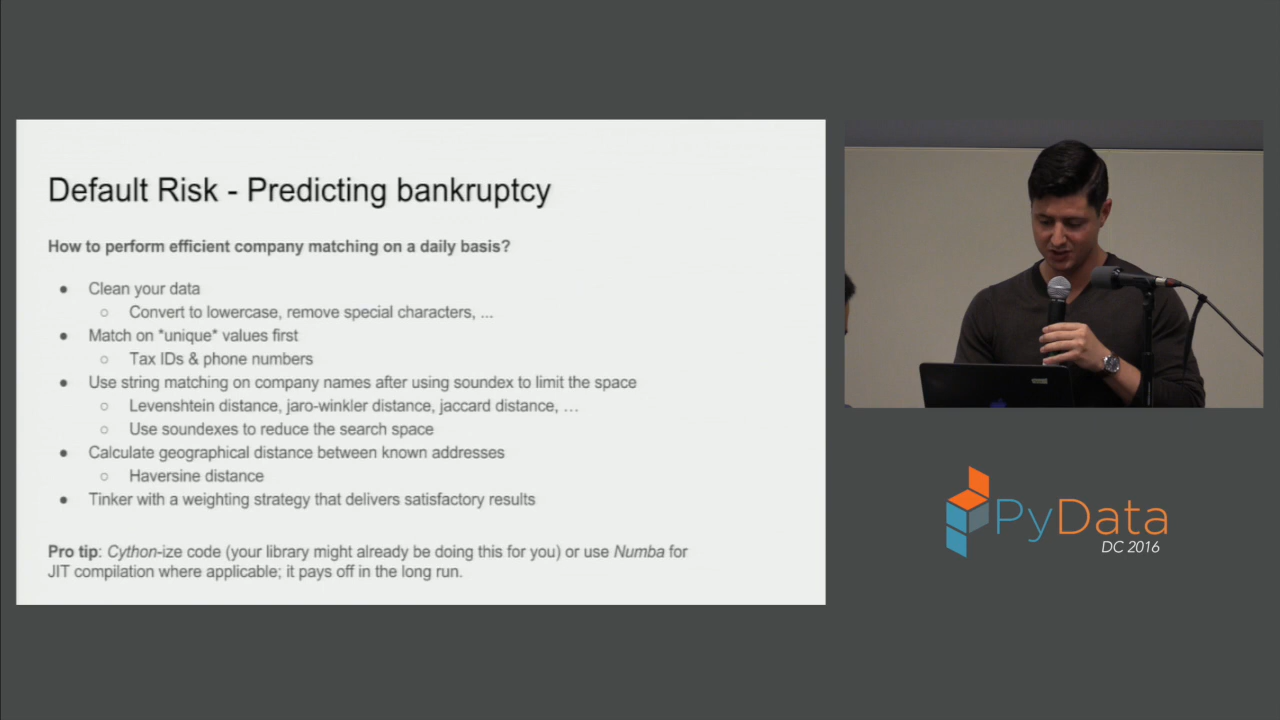 Default Risk - Predicting bankruptcy
How to perform efficient company matching on a daily basis?
● Clean your data
○ Convert to lowercase, remove special characters, ...
● Match on *unique* values first
○ Tax IDs & phone numbers
● Use string matching on company names after using soundex to limit the space
○ Levenshtein distance, jaro-winkler distance, jaccard distance, …
○ Use soundexes to reduce the search space
● Calculate geographical distance between known addresses
○ Haversine distance
● Tinker with a weighting strategy that delivers satisfactory results
Pro tip: Cython-ize code (your library might already be doing this for you) or use Numba for
JIT compilation where applicable; it pays off in the long run.
PyData
DC 2016